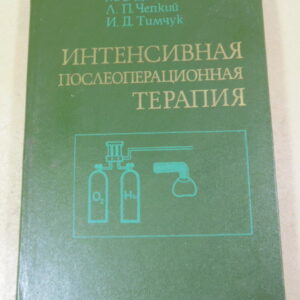 Л. П. Чепкий
И. Д. Тимчук
ИНТЕНСИВНАЯ
ПОСЛЕОПЕРАЦИОННАЯ
ТЕРАПИЯ
O₂